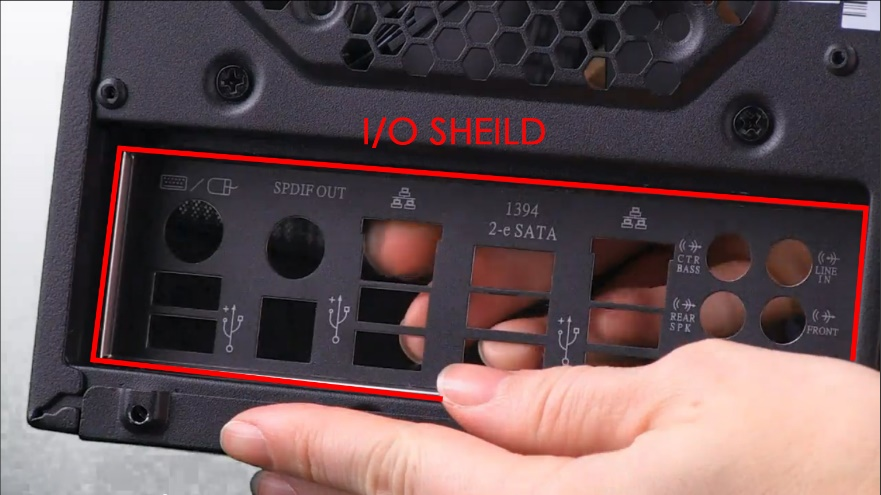 I/O SHEILD
SPDIF OUT
1394
2-e SATA
CTR
BASS
LINE
IN
REAR
SPK
FRONT